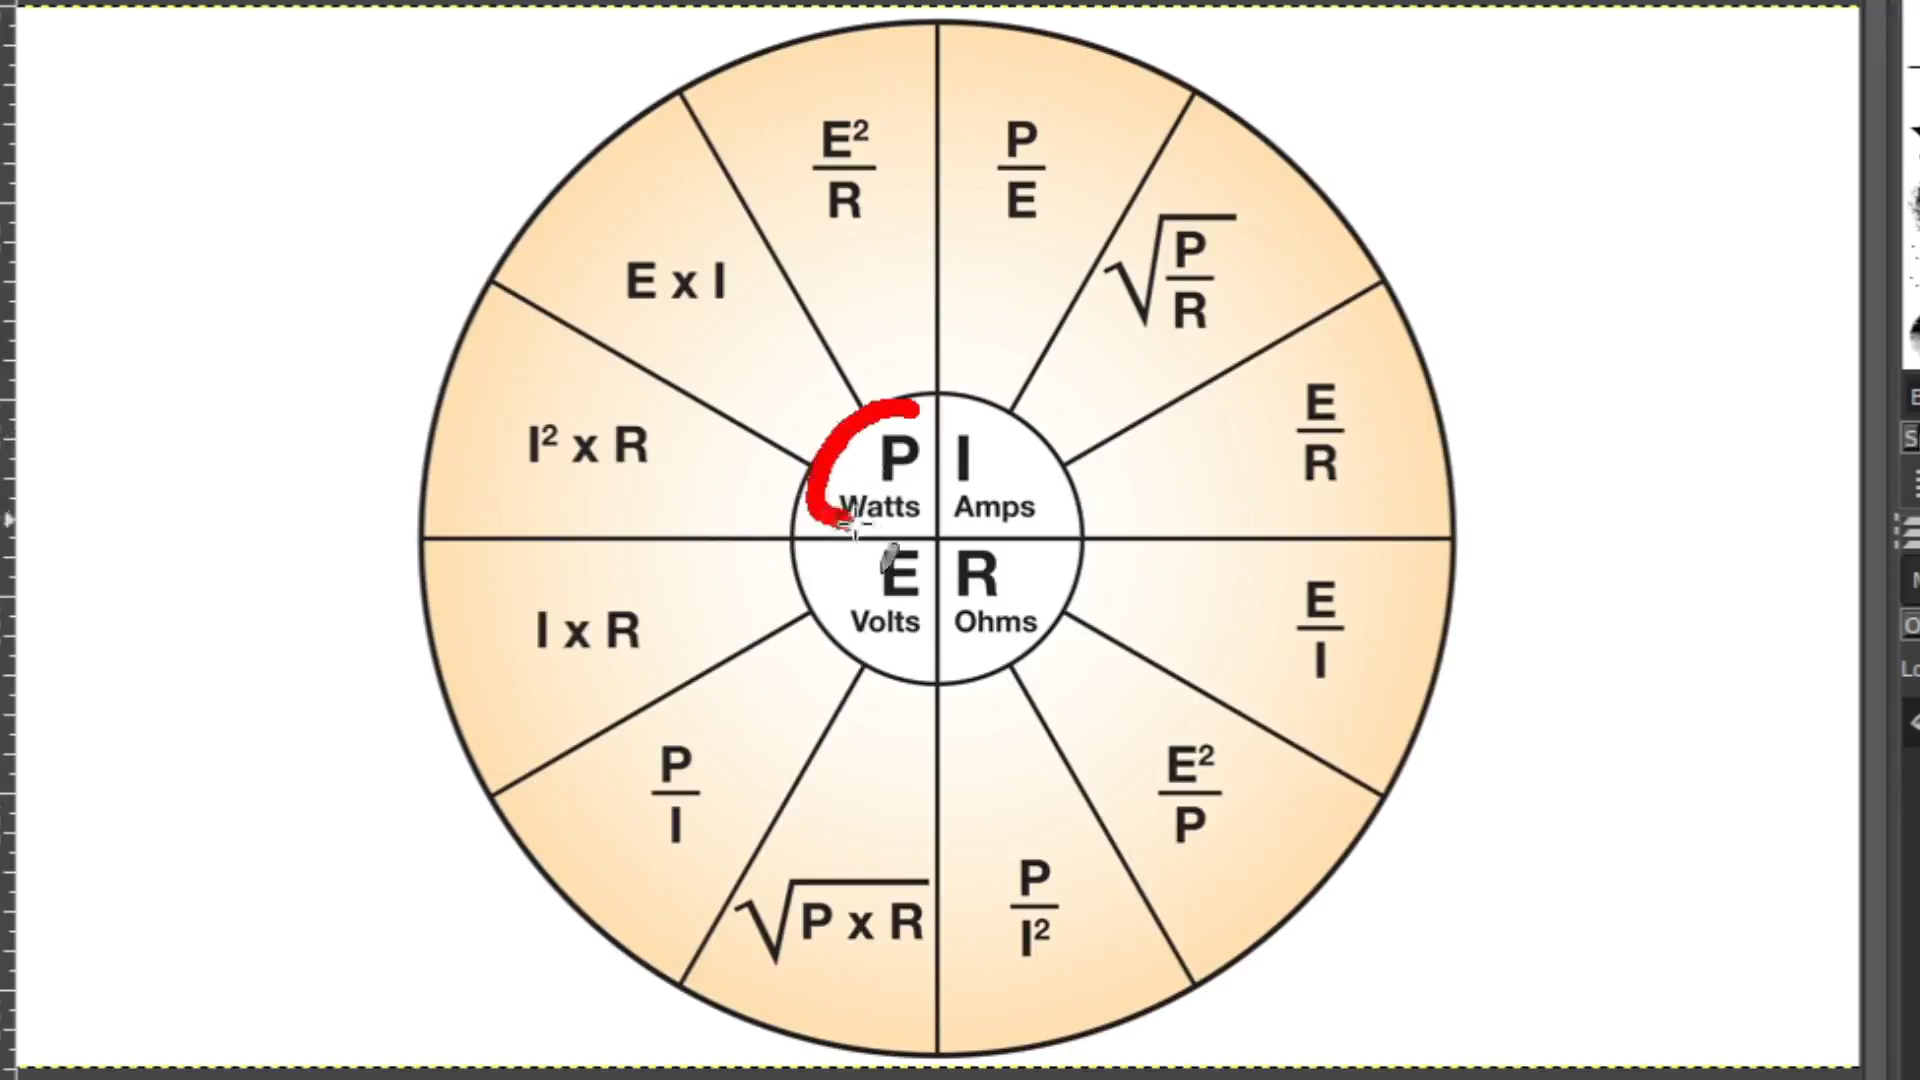 E²
R
P
E
√P
R
E x I
I² x R
E
R
P
Watts
I
Amps
E
Volts
R
Ohms
I x R
E
I
P
I
E²
P
√P x R
P
I²
S
O